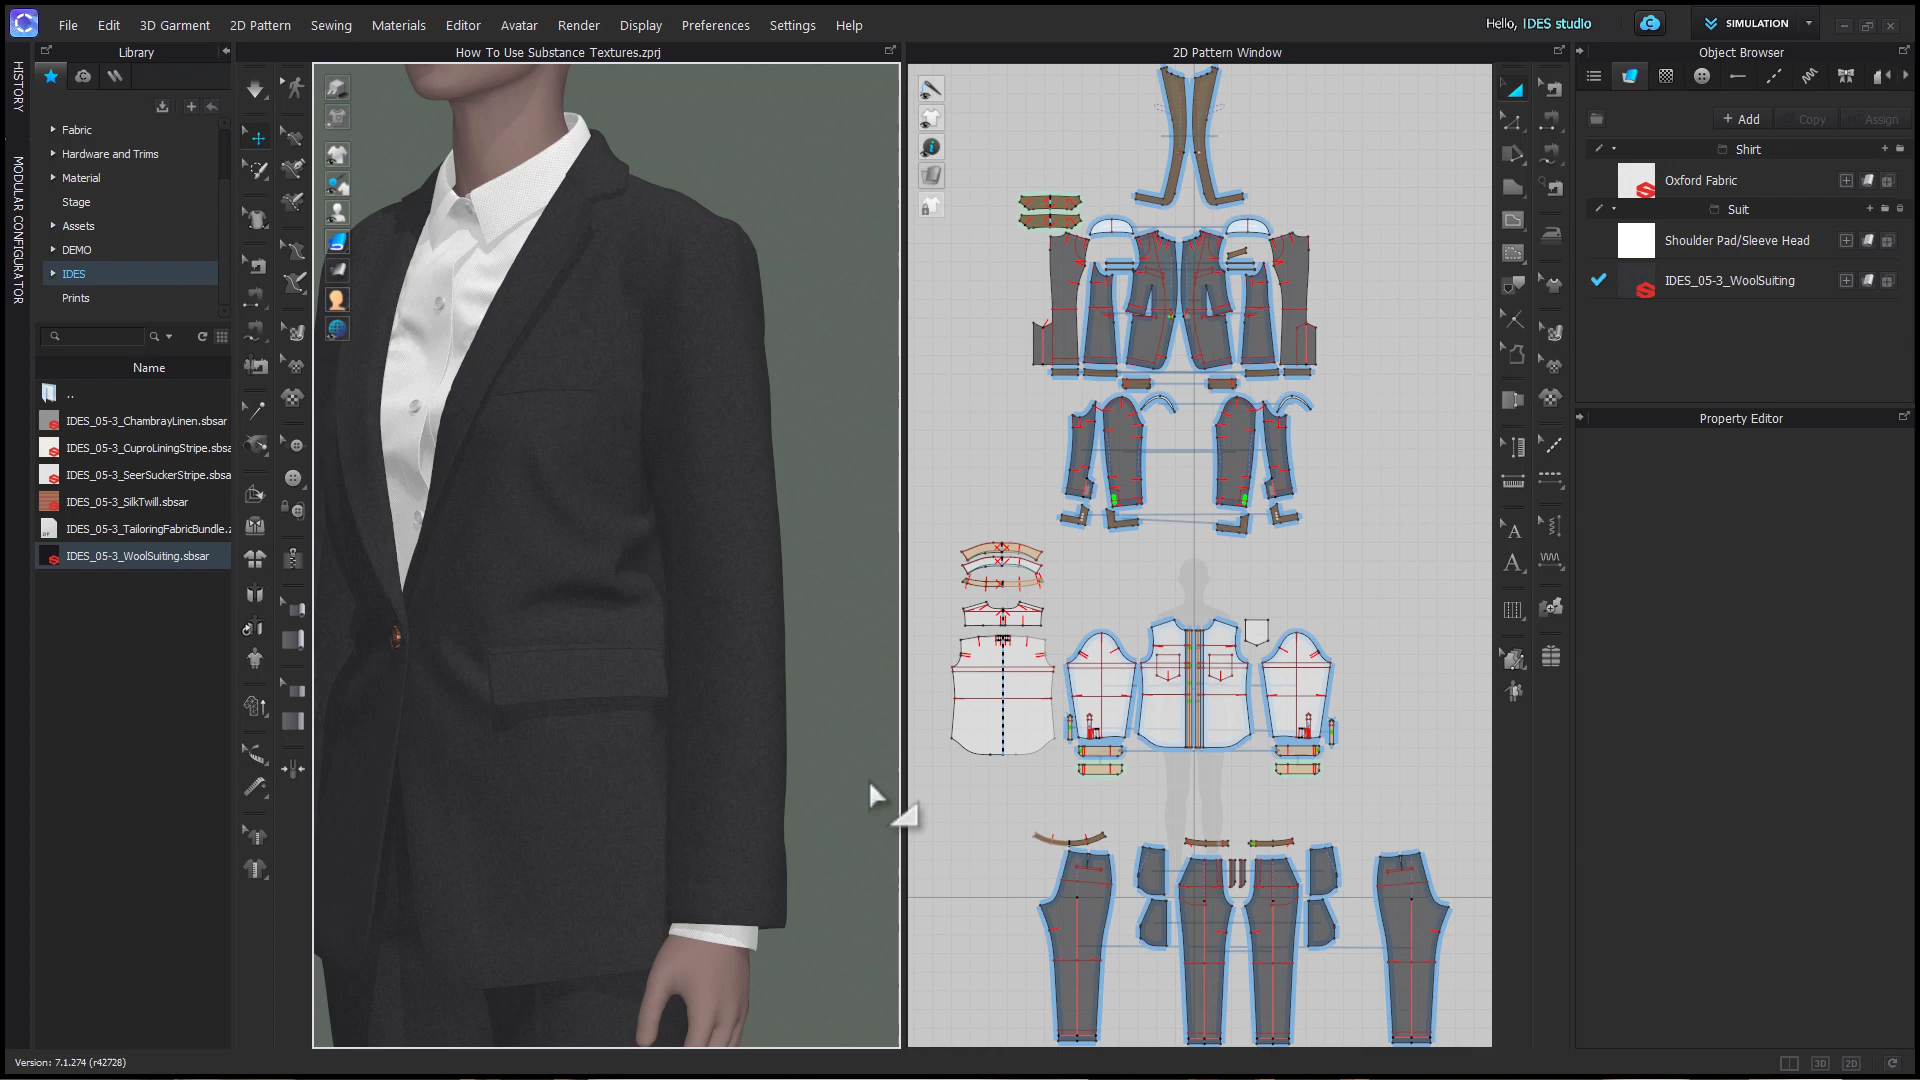 File Edit 3D Garment 2D Pattern Sewing Materials Editor Avatar Render Display Preferences Settings Help
Hello, IDES studio
SIMULATION
Library
How To Use Substance Textures.zprj
2D Pattern Window
Object Browser
HISTORY
MODULAR CONFIGURATOR
Fabric
Hardware and Trims
Material
Stage
Assets
DEMO
IDES
Prints
Name
..
IDES_05-3_ChambrayLinen.sbsar
IDES_05-3_CuproLiningStripe.sbsa
IDES_05-3_SeerSuckerStripe.sbsa
IDES_05-3_SilkTwill.sbsar
IDES_05-3_TailoringFabricBundle.z
IDES_05-3_WoolSuiting.sbsar
+ Add Copy Assign
Shirt
Oxford Fabric
Suit
Shoulder Pad/Sleeve Head
IDES_05-3_WoolSuiting
Property Editor
Version: 7.1.274 (r42728)
3D
2D